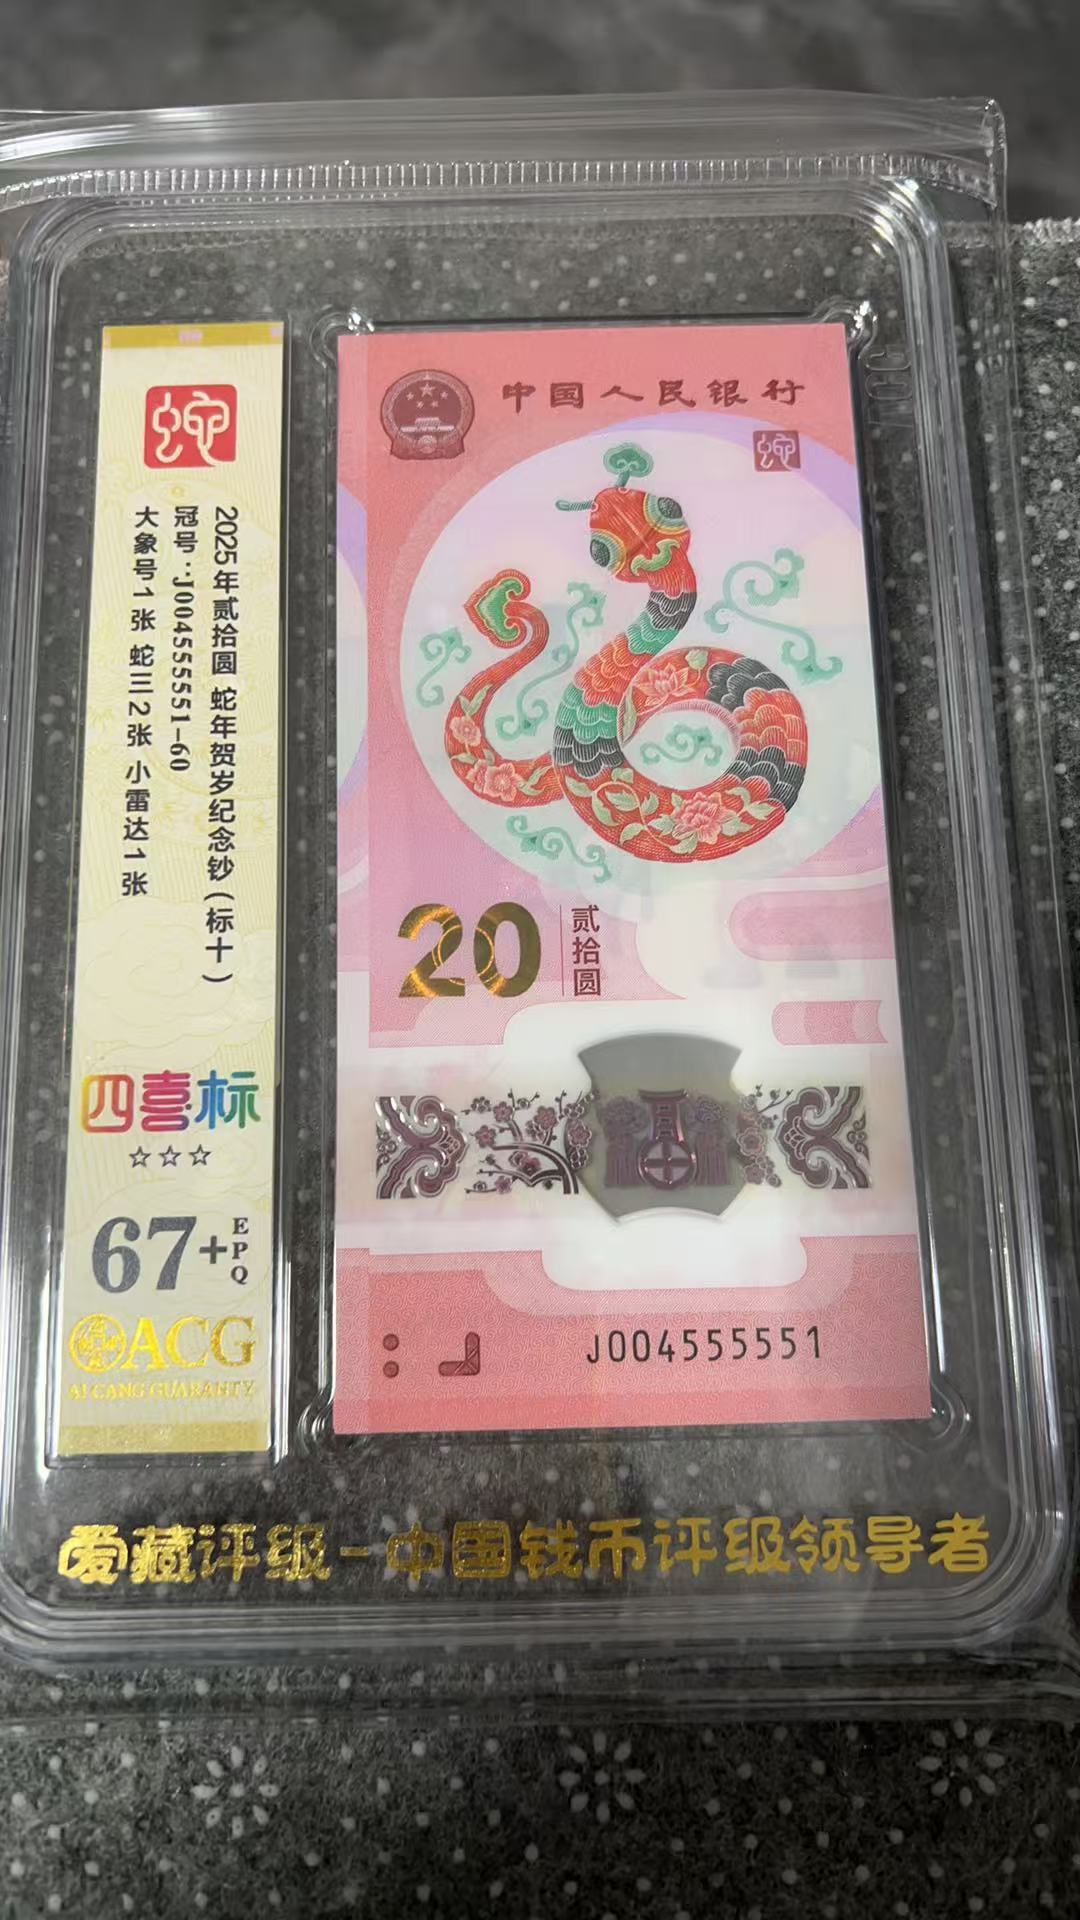 蛇
2025年贰拾圆 蛇年贺岁纪念钞(标十)
冠号:J004555551-60
大象号1张 蛇三2张 小雷达1张
四喜标
☆☆☆
67+EPQ
ACG
AI CANG GUARANTY
中国人民银行
蛇
20
贰拾圆
J004555551
爱藏评级-中国钱币评级领导者